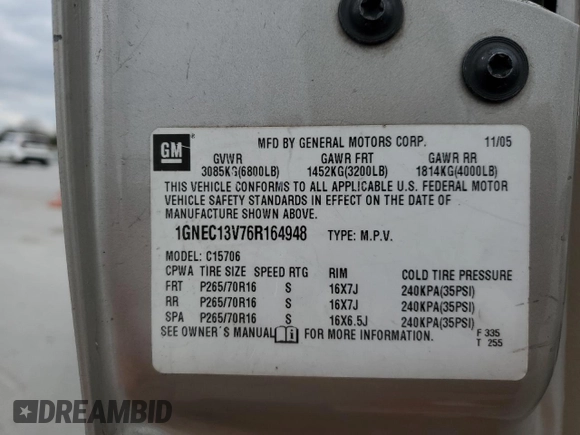 GM
MFD BY GENERAL MOTORS CORP. 11/05
GVWR GAWR FRT GAWR RR
3085KG(6800LB) 1452KG(3200LB) 1814KG(4000LB)
THIS VEHICLE CONFORMS TO ALL APPLICABLE U.S. FEDERAL MOTOR
VEHICLE SAFETY STANDARDS IN EFFECT ON THE DATE OF
MANUFACTURE SHOWN ABOVE.
1GNEC13V76R164948 TYPE: M.P.V.
MODEL: C15706
CPWA TIRE SIZE SPEED RTG RIM COLD TIRE PRESSURE
FRT P265/70R16 S 16X7J 240KPA(35PSI)
RR P265/70R16 S 16X7J 240KPA(35PSI)
SPA P265/70R16 S 16X6.5J 240KPA(35PSI)
SEE OWNER'S MANUAL FOR MORE INFORMATION.
F 335
T 255
DREAMBID